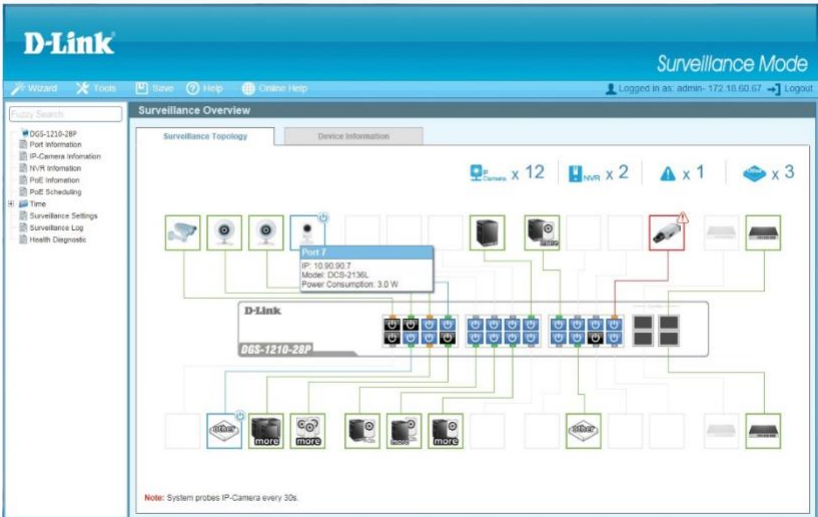 D-Link
Surveillance Mode
Wizard Tools Save Help Online Help Logged in as: admin- 172.18.60.67 Logout
Fuzzy Search
Surveillance Overview
DGS-1210-28P
Port Information
IP-Camera Infomation
NVR Infomation
PoE Infomation
PoE Scheduling
Time
Surveillance Settings
Surveillance Log
Health Diagnostic
Surveillance Topology Device Information
IP Camera x 12 NVR x 2 x 1 Other x 3
more
Port 7
IP: 10.90.90.7
Model: DCS-2136L
Power Consumption: 3.0 W
D-Link
DGS-1210-28P
Other more more more more Other
Note: System probes IP-Camera every 30s.